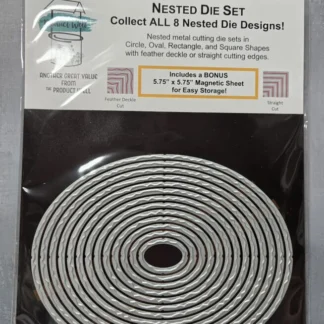 NESTED DIE SET
Collect ALL 8 Nested Die Designs!
Nested metal cutting die sets in
Circle, Oval, Rectangle, and Square Shapes
with feather deckle or straight cutting edges.
ANOTHER GREAT VALUE
FROM
THE PRODUCT WELL
Includes a BONUS
5.75" x 5.75" Magnetic Sheet
for Easy Storage!
Feather Deckle
Cut
Straight
Cut